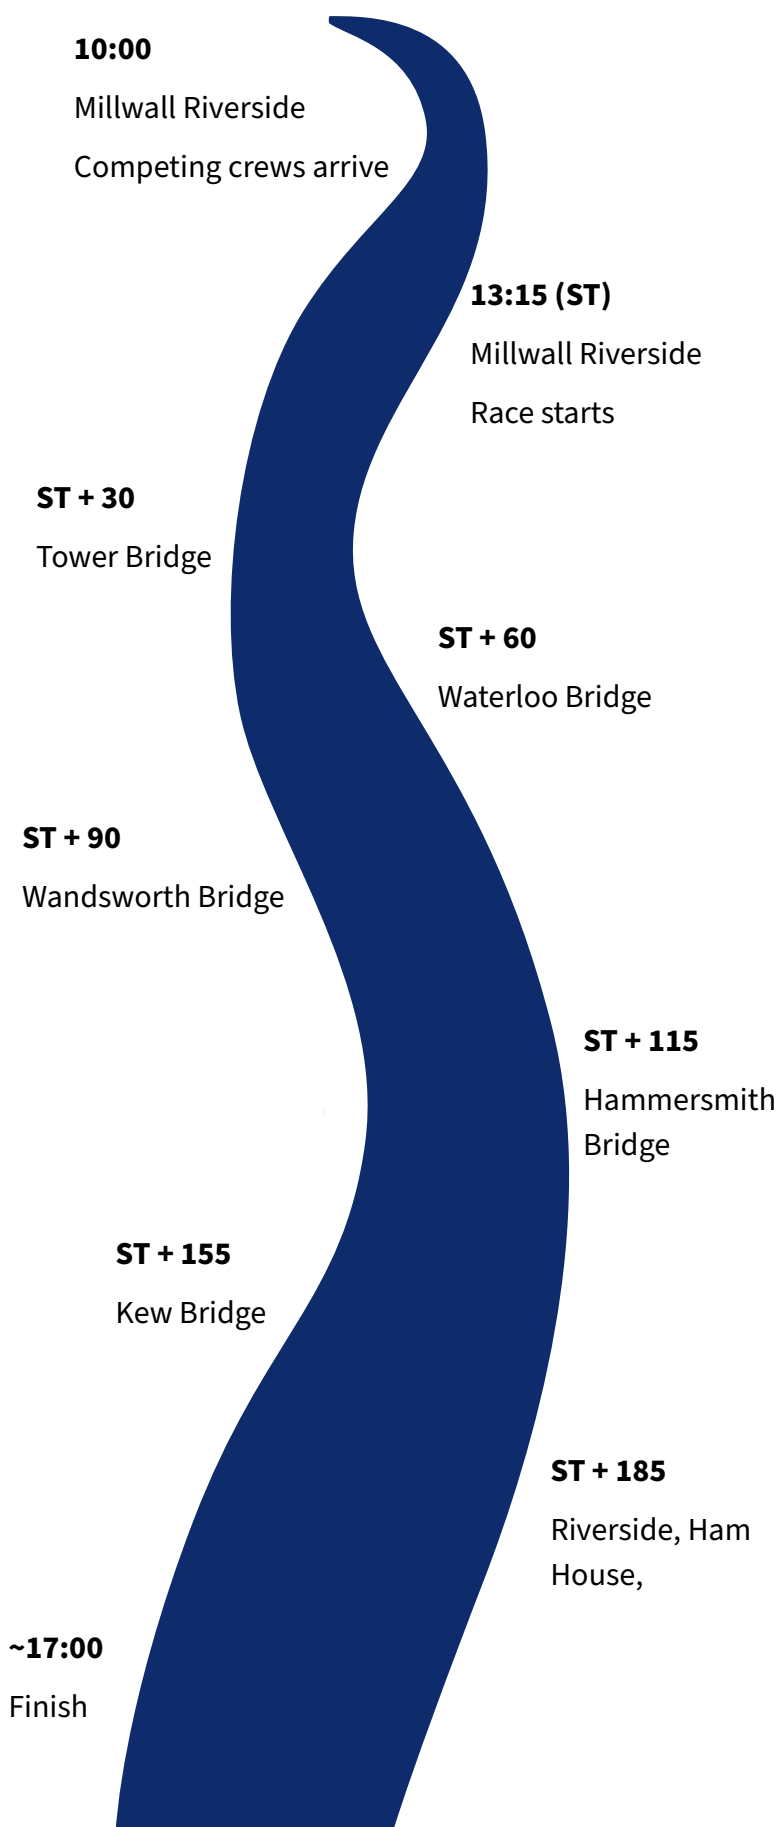 10:00
Millwall Riverside
Competing crews arrive
13:15 (ST)
Millwall Riverside
Race starts
ST + 30
Tower Bridge
ST + 60
Waterloo Bridge
ST + 90
Wandsworth Bridge
ST + 115
Hammersmith
Bridge
ST + 155
Kew Bridge
ST + 185
Riverside, Ham
House,
~17:00
Finish